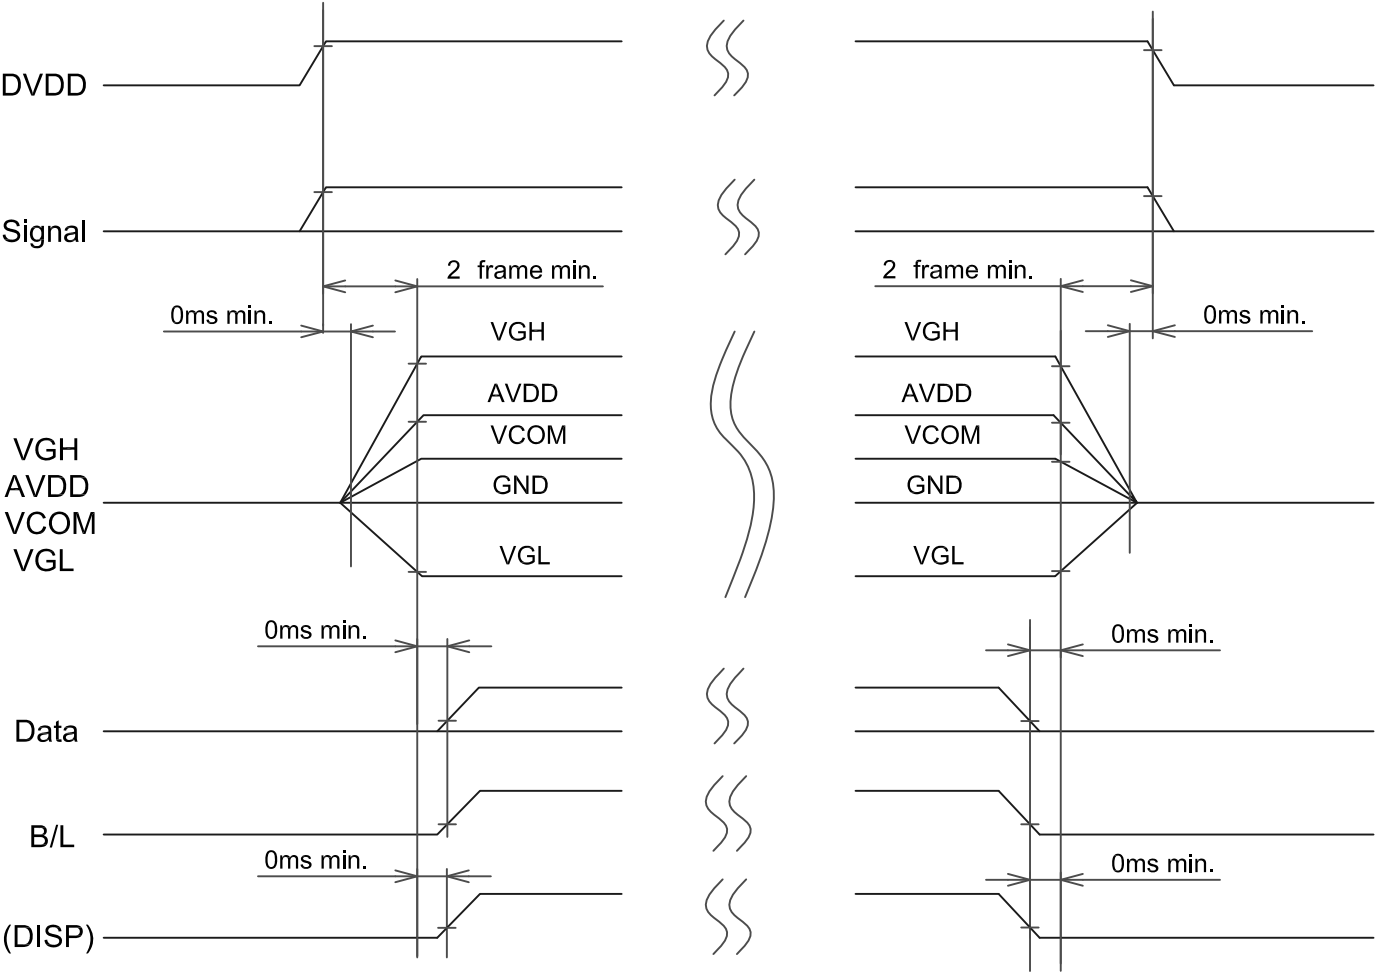 DVDD
Signal
2 frame min.
2 frame min.
0ms min.
0ms min.
VGH
VGH
AVDD
AVDD
VGH
VCOM
VCOM
AVDD
GND
GND
VCOM
VGL
VGL
VGL
0ms min.
0ms min.
Data
B/L
0ms min.
0ms min.
(DISP)